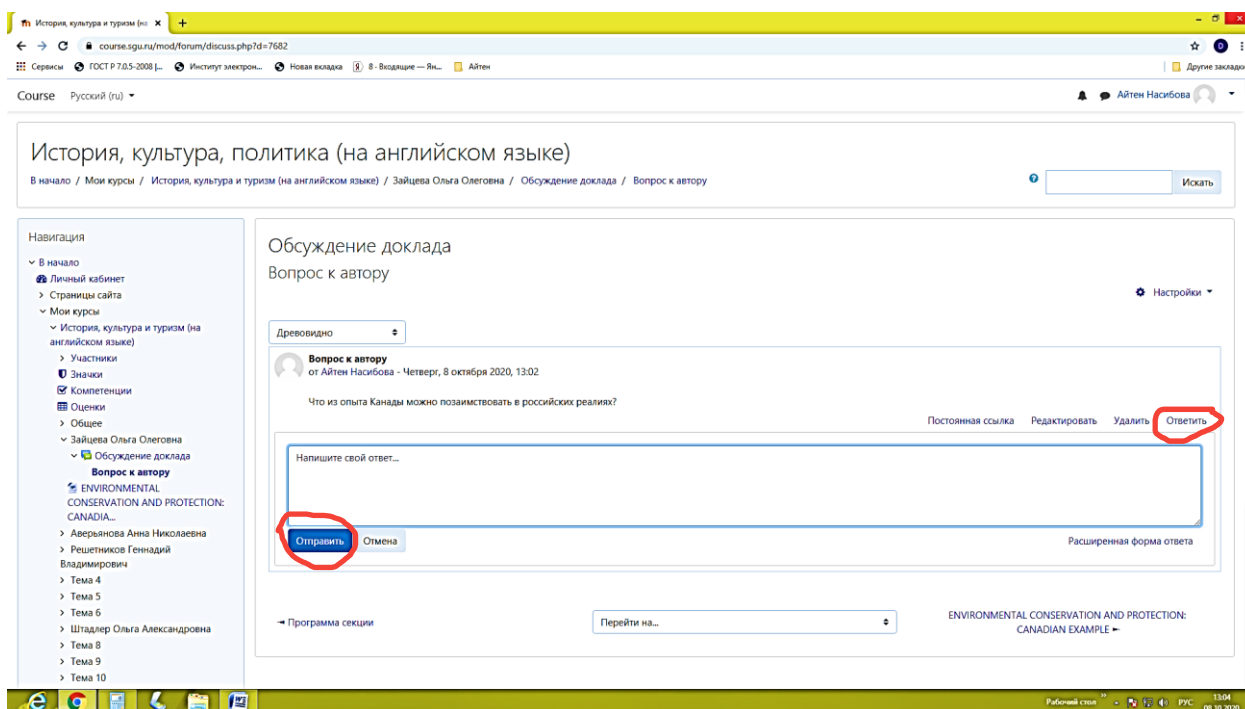 История, культура и туризм (на
course.sgu.ru/mod/forum/discuss.php?d=7682
D
Сервисы ГОСТ Р 7.0.5-2008 |... Институт электрон... Новая вкладка 8 · Входящие — Ян... Айтен Другие закладки
Course Русский (ru) Айтен Насибова
История, культура, политика (на английском языке)
В начало / Мои курсы / История, культура и туризм (на английском языке) / Зайцева Ольга Олеговна / Обсуждение доклада / Вопрос к автору
Искать
Навигация
В начало
Личный кабинет
Страницы сайта
Мои курсы
История, культура и туризм (на
английском языке)
Участники
Значки
Компетенции
Оценки
Общее
Зайцева Ольга Олеговна
Обсуждение доклада
Вопрос к автору
ENVIRONMENTAL
CONSERVATION AND PROTECTION:
CANADIA...
Аверьянова Анна Николаевна
Решетников Геннадий
Владимирович
Тема 4
Тема 5
Тема 6
Штадлер Ольга Александровна
Тема 8
Тема 9
Тема 10
Обсуждение доклада
Вопрос к автору
Настройки
Древовидно
Вопрос к автору
от Айтен Насибова - Четверг, 8 октября 2020, 13:02
Что из опыта Канады можно позаимствовать в российских реалиях?
Постоянная ссылка Редактировать Удалить Ответить
Напишите свой ответ...
Отправить Отмена Расширенная форма ответа
Программа секции
Перейти на...
ENVIRONMENTAL CONSERVATION AND PROTECTION:
CANADIAN EXAMPLE
Рабочий стол РУС 13:04
08.10.2020